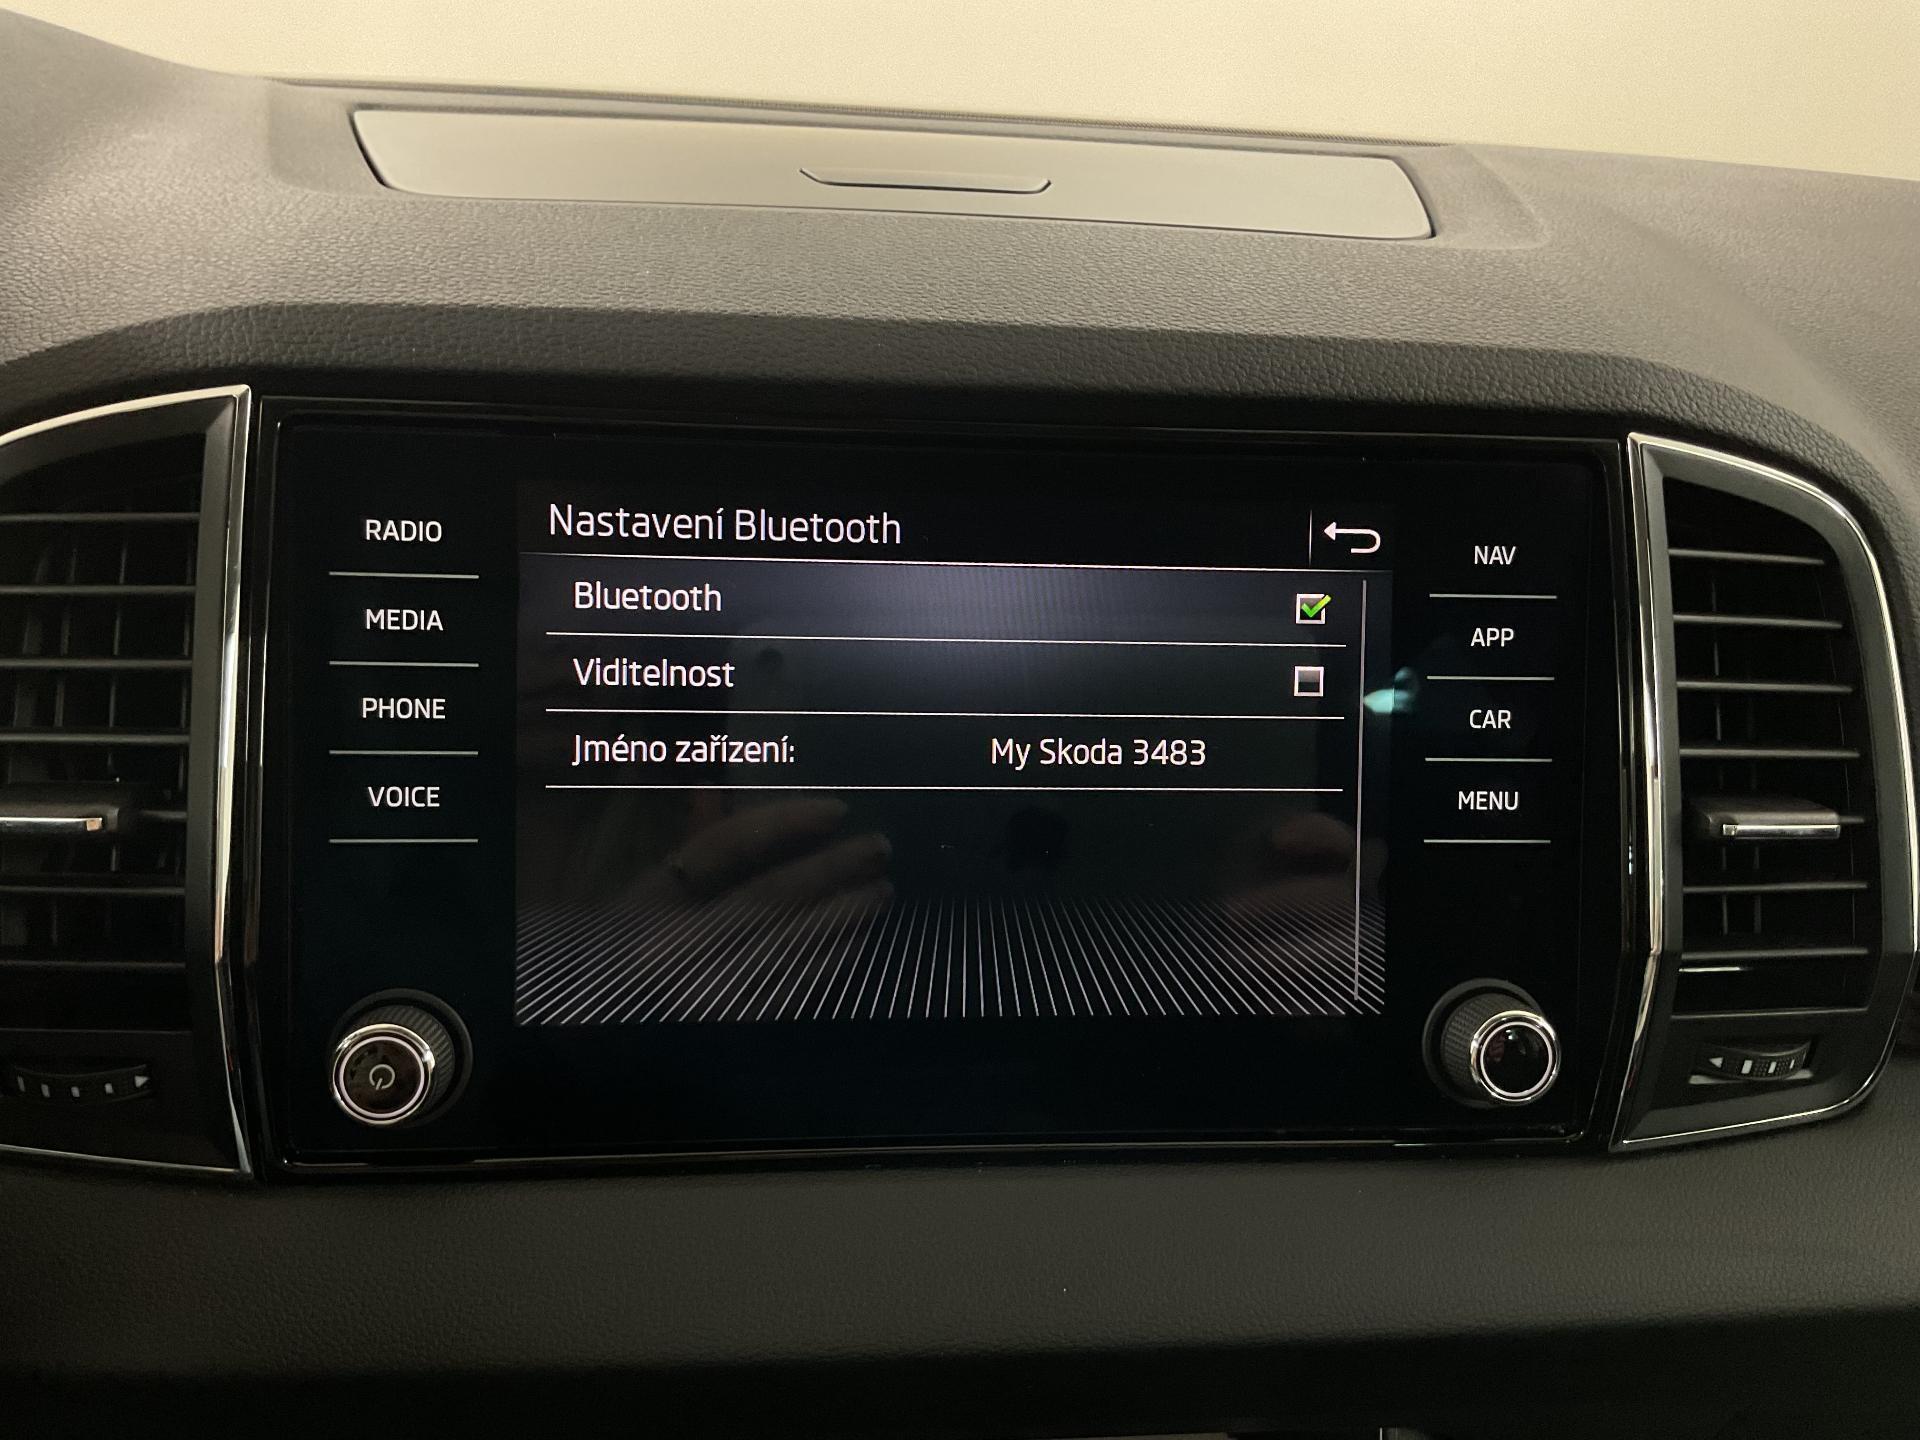 RADIO
MEDIA
PHONE
VOICE
Nastavení Bluetooth
Bluetooth
Viditelnost
Jméno zařízení: My Skoda 3483
NAV
APP
CAR
MENU